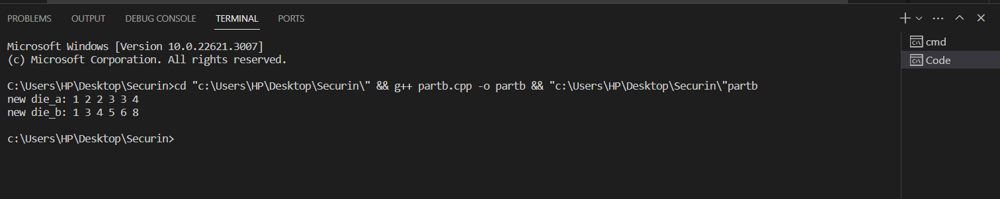 PROBLEMS OUTPUT DEBUG CONSOLE TERMINAL PORTS
Microsoft Windows [Version 10.0.22621.3007]
(c) Microsoft Corporation. All rights reserved.
C:\Users\HP\Desktop\Securin>cd "c:\Users\HP\Desktop\Securin\" && g++ partb.cpp -o partb && "c:\Users\HP\Desktop\Securin\"partb
new die_a: 1 2 2 3 3 4
new die_b: 1 3 4 5 6 8
c:\Users\HP\Desktop\Securin>
cmd
Code